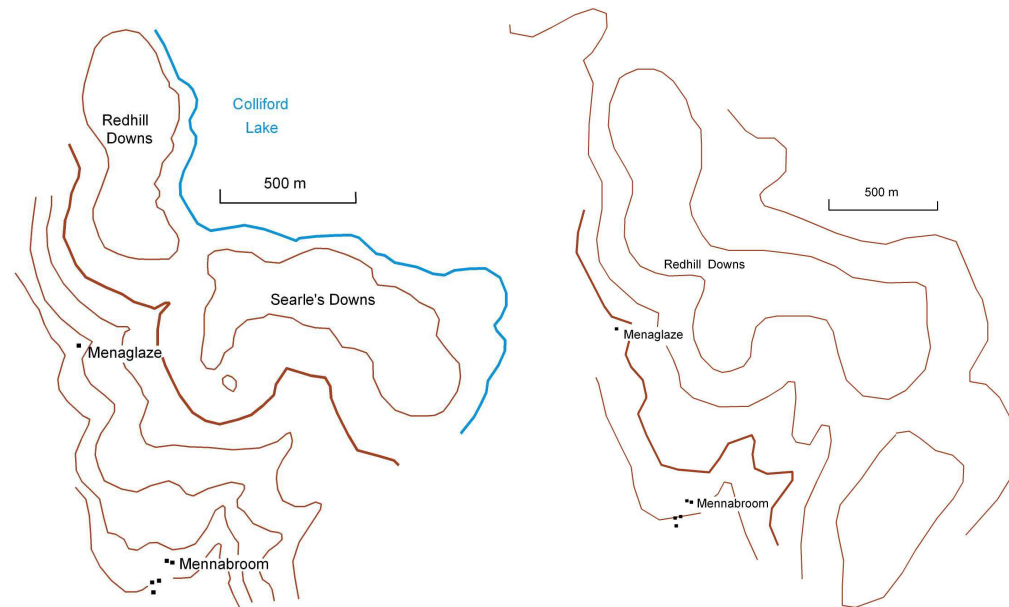 Redhill
Downs
Colliford
Lake
500 m
Searle's Downs
Menaglaze
Mennabroom
500 m
Redhill Downs
Menaglaze
Mennabroom